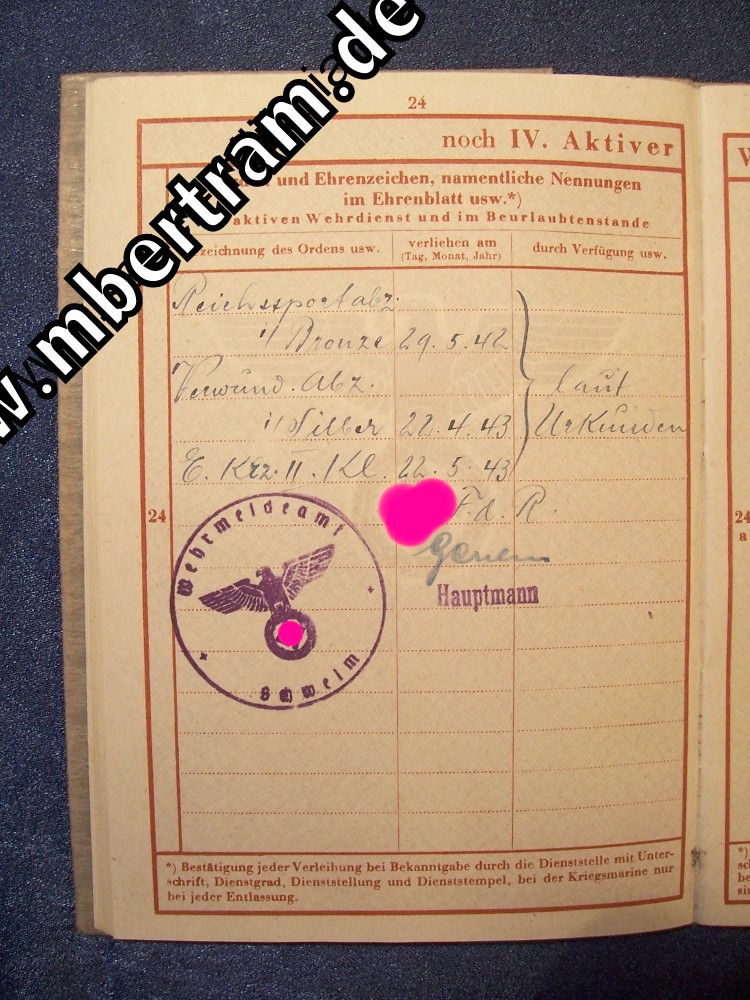 www.mbertram.de
24
noch IV. Aktiver
und Ehrenzeichen, namentliche Nennungen
im Ehrenblatt usw.*)
aktiven Wehrdienst und im Beurlaubtenstande
zeichnung des Ordens usw.
verliehen am
(Tag, Monat, Jahr)
durch Verfügung usw.
Reichssportabz.
i/ Bronze 29.5.42
Verwund. Abz. laut
i/ Silber 22.4.43 Urkunden
E. Krz. II. Kl. 22.5.43
24
F. d. R.
Hauptmann
Wehrmeldeamt
Schwelm
*) Bestätigung jeder Verleihung bei Bekanntgabe durch die Dienststelle mit Unter-
schrift, Dienstgrad, Dienststellung und Dienststempel, bei der Kriegsmarine nur
bei jeder Entlassung.
24